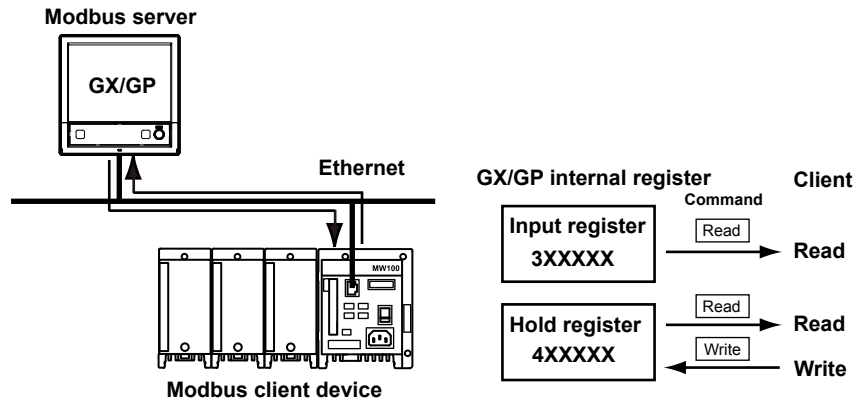 Modbus server
GX/GP
Ethernet
MW100
Modbus client device
GX/GP internal register
Command
Client
Input register
3XXXXX
Read
Read
Hold register
4XXXXX
Read
Read
Write
Write